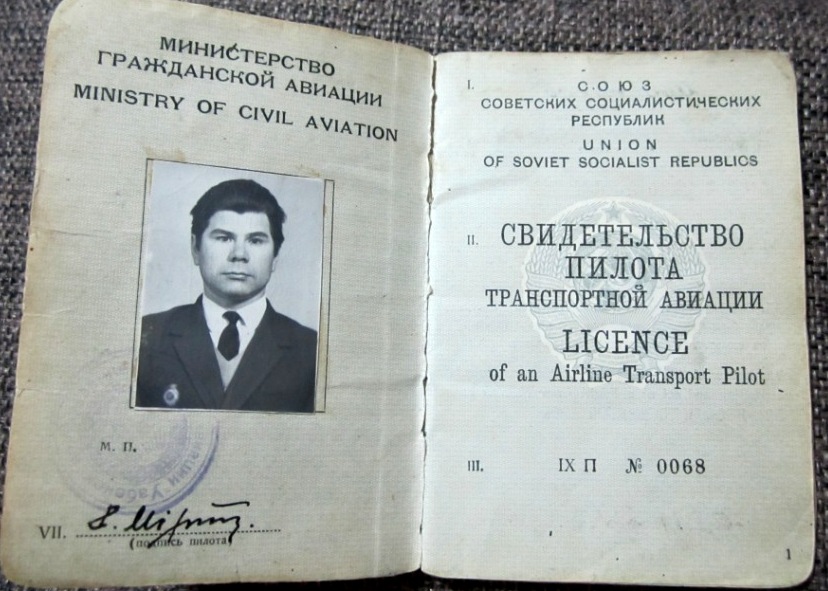 МИНИСТЕРСТВО
ГРАЖДАНСКОЙ АВИАЦИИ
MINISTRY OF CIVIL AVIATION
М. П.
VII.
(подпись пилота)
I. СОЮЗ
СОВЕТСКИХ СОЦИАЛИСТИЧЕСКИХ
РЕСПУБЛИК
UNION
OF SOVIET SOCIALIST REPUBLICS
II. СВИДЕТЕЛЬСТВО
ПИЛОТА
ТРАНСПОРТНОЙ АВИАЦИИ
LICENCE
of an Airline Transport Pilot
III. IX П № 0068
1